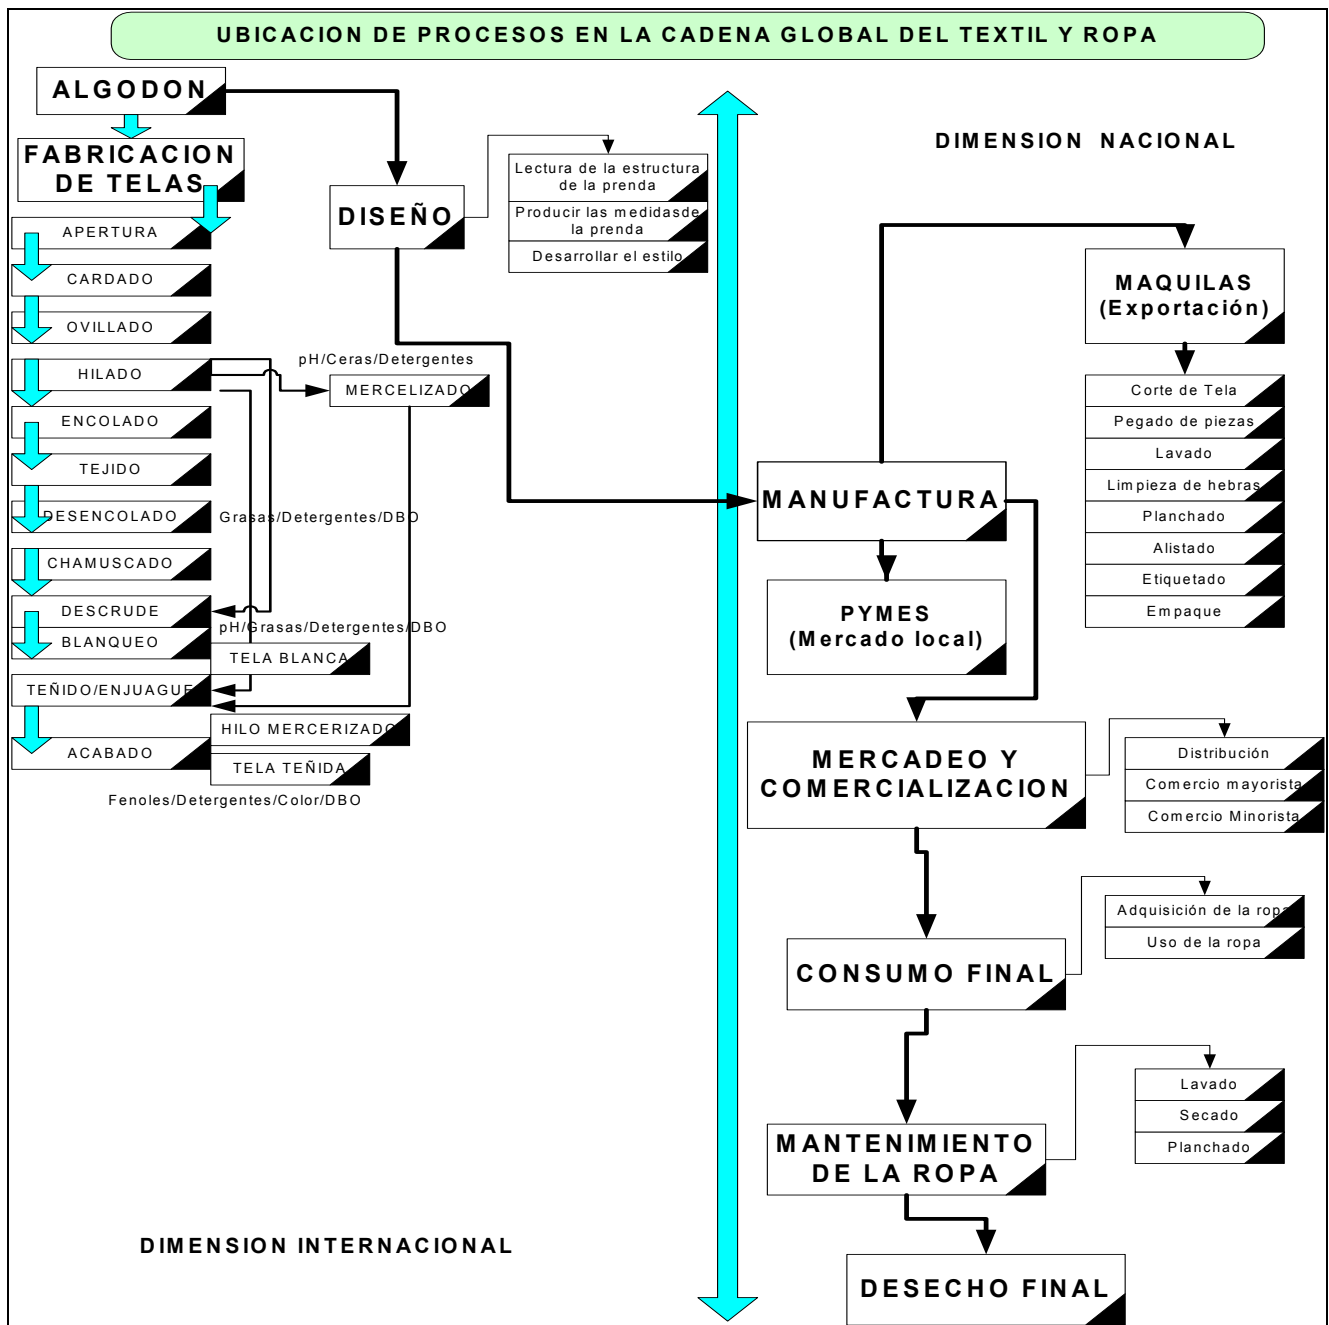 UBICACION DE PROCESOS EN LA CADENA GLOBAL DEL TEXTIL Y ROPA
ALGODON
FABRICACION
DE TELAS
APERTURA
CARDADO
OVILLADO
HILADO
ENCOLADO
TEJIDO
DESENCOLADO
CHAMUSCADO
DESCRUDE
BLANQUEO
TEÑIDO/ENJUAGUE
ACABADO
pH/Ceras/Detergentes
MERCELIZADO
Grasas/Detergentes/DBO
pH/Grasas/Detergentes/DBO
TELA BLANCA
HILO MERCERIZADO
TELA TEÑIDA
Fenoles/Detergentes/Color/DBO
DISEÑO
Lectura de la estructura
de la prenda
Producir las medidasde
la prenda
Desarrollar el estilo
DIMENSION INTERNACIONAL
DIMENSION NACIONAL
MAQUILAS
(Exportación)
Corte de Tela
Pegado de piezas
Lavado
Limpieza de hebras
Planchado
Alistado
Etiquetado
Empaque
MANUFACTURA
PYMES
(Mercado local)
MERCADEO Y
COMERCIALIZACION
Distribución
Comercio mayorista
Comercio Minorista
CONSUMO FINAL
Adquisición de la ropa
Uso de la ropa
MANTENIMIENTO
DE LA ROPA
Lavado
Secado
Planchado
DESECHO FINAL